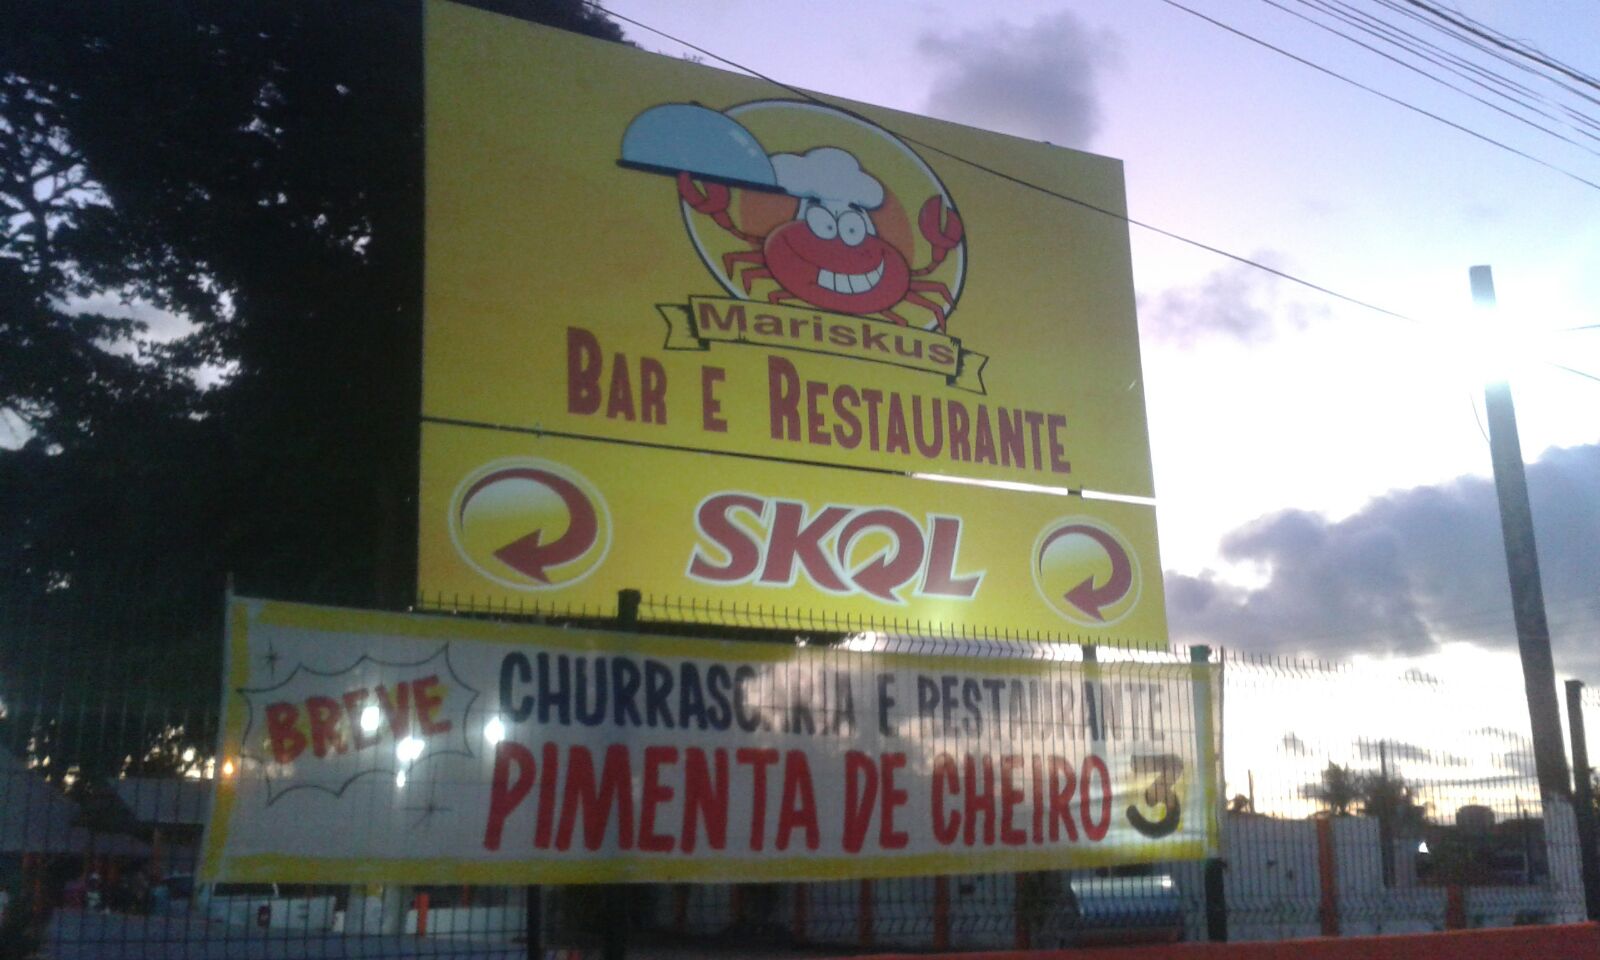 Mariskus
BAR E RESTAURANTE
SKOL
BREVE
CHURRASCARIA E RESTAURANTE
PIMENTA DE CHEIRO 3